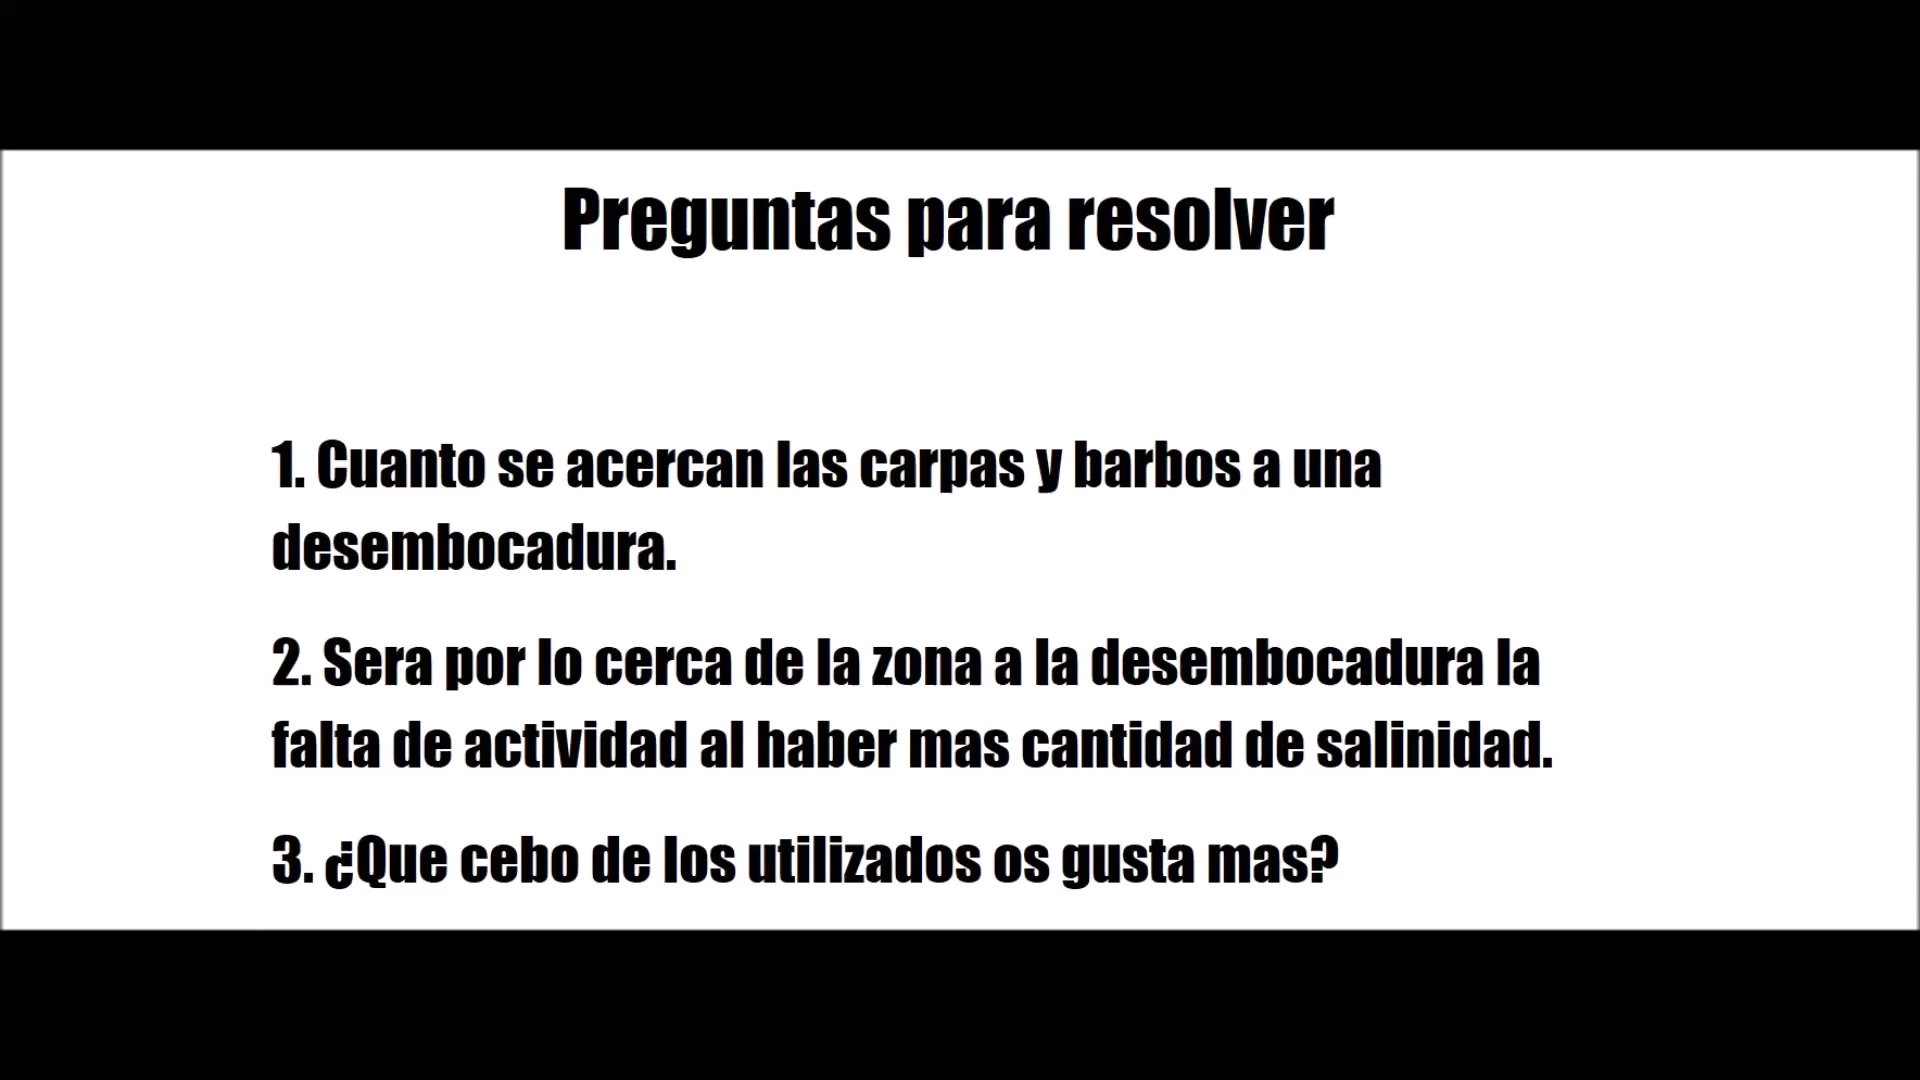 Preguntas para resolver
1. Cuanto se acercan las carpas y barbos a una
desembocadura.
2. Sera por lo cerca de la zona a la desembocadura la
falta de actividad al haber mas cantidad de salinidad.
3. ¿Que cebo de los utilizados os gusta mas?